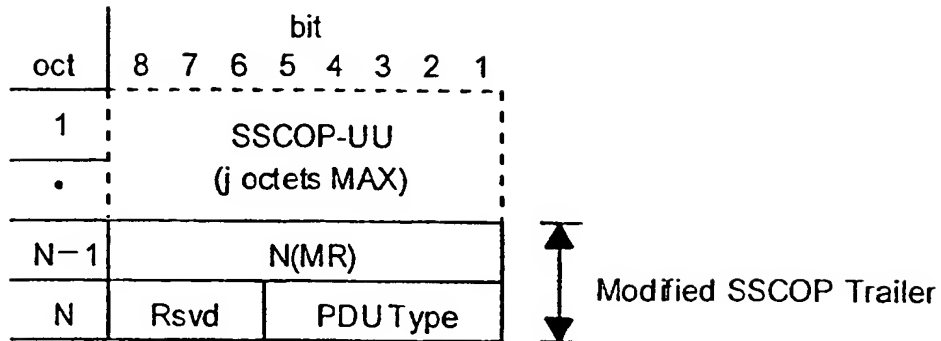 bit
oct 8 7 6 5 4 3 2 1
1 SSCOP-UU
• (j octets MAX)
N-1 N(MR)
N Rsvd PDU Type Modified SSCOP Trailer